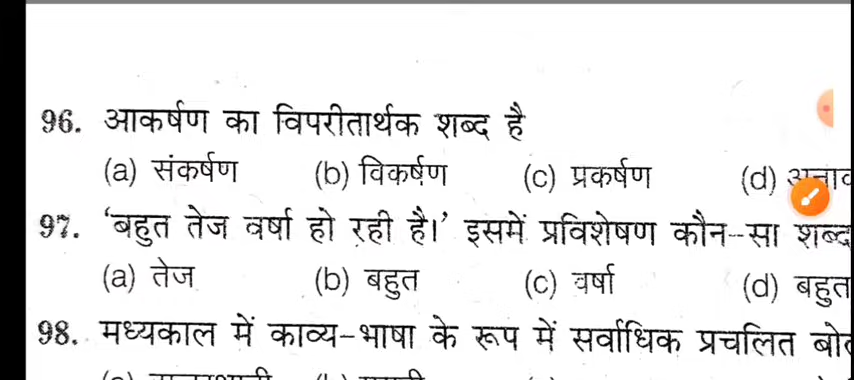 96. आकर्षण का विपरीतार्थक शब्द है
(a) संकर्षण (b) विकर्षण (c) प्रकर्षण (d)
97. ‘बहुत तेज वर्षा हो रही है।’ इसमें प्रविशेषण कौन-सा शब्द
(a) तेज (b) बहुत (c) वर्षा (d) बहुत
98. मध्यकाल में काव्य-भाषा के रूप में सर्वाधिक प्रचलित